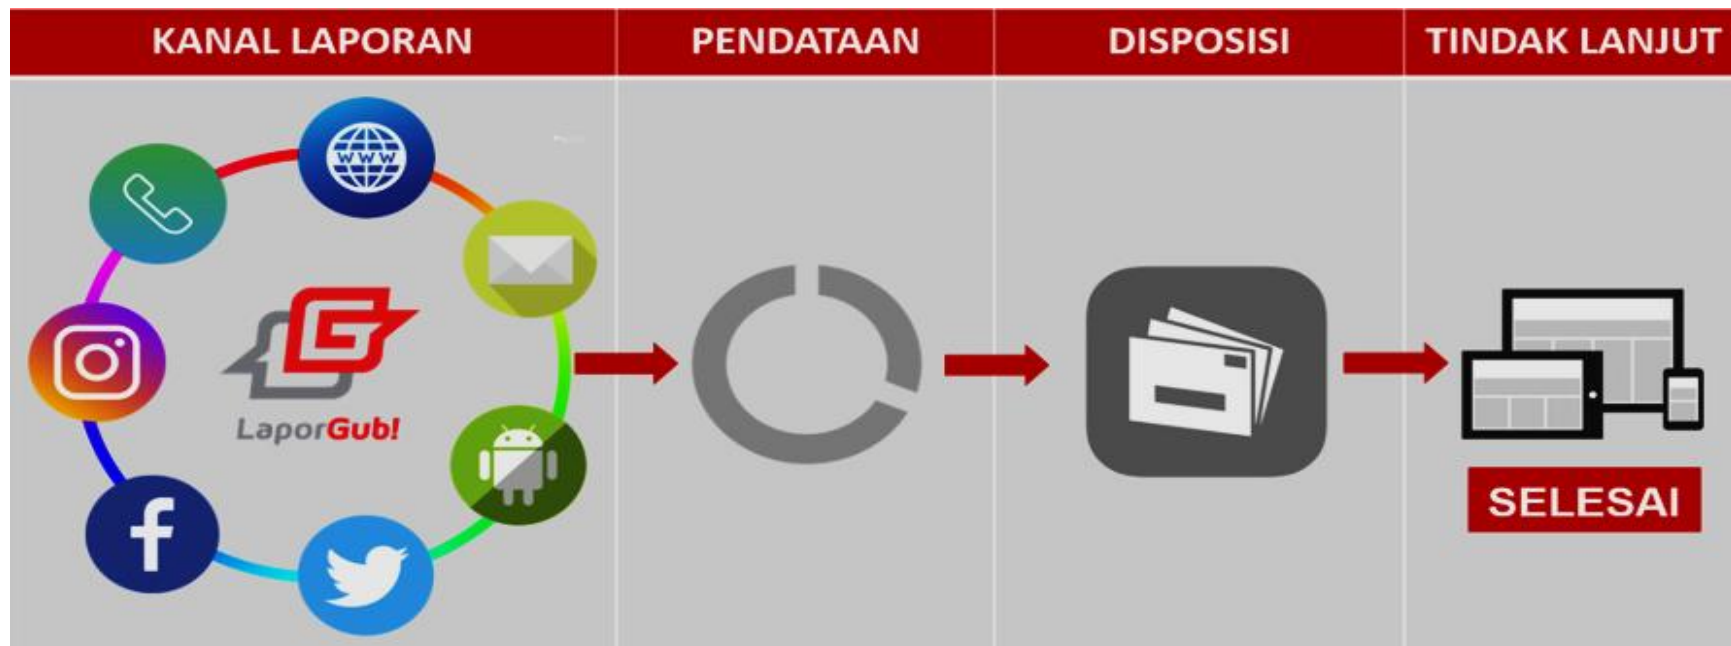 KANAL LAPORAN
PENDATAAN
DISPOSISI
TINDAK LANJUT
WWW
LaporGub!
SELESAI